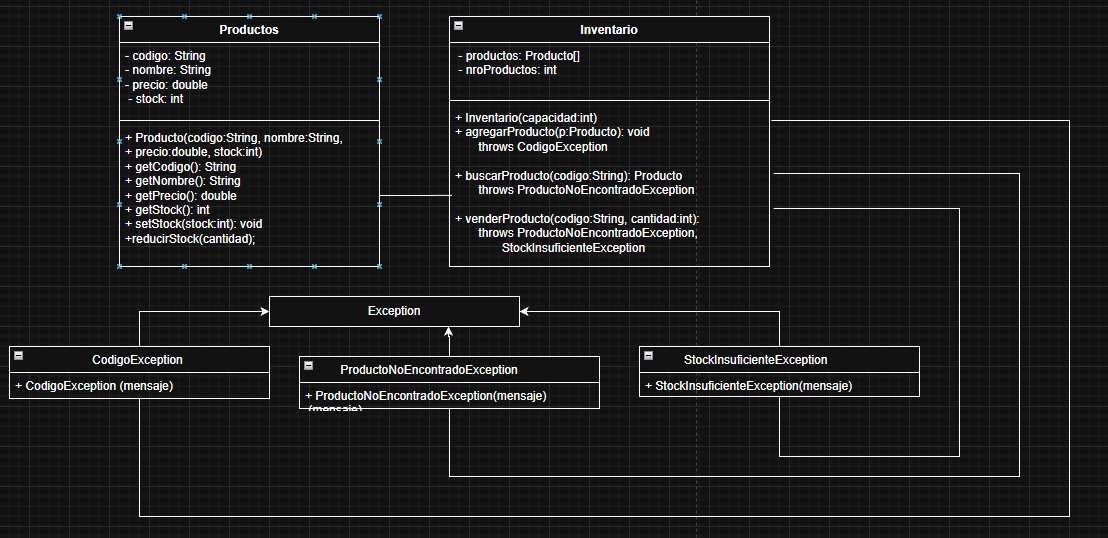 Productos
- codigo: String
- nombre: String
- precio: double
- stock: int
+ Producto(codigo:String, nombre:String,
+ precio:double, stock:int)
+ getCodigo(): String
+ getNombre(): String
+ getPrecio(): double
+ getStock(): int
+ setStock(stock:int): void
+reducirStock(cantidad);
Inventario
- productos: Producto[]
- nroProductos: int
+ Inventario(capacidad:int)
+ agregarProducto(p:Producto): void
throws CodigoException
+ buscarProducto(codigo:String): Producto
throws ProductoNoEncontradoException
+ venderProducto(codigo:String, cantidad:int):
throws ProductoNoEncontradoException,
StockInsuficienteException
Exception
CodigoException
+ CodigoException (mensaje)
ProductoNoEncontradoException
+ ProductoNoEncontradoException(mensaje)
(mensaje)
StockInsuficienteException
+ StockInsuficienteException(mensaje)